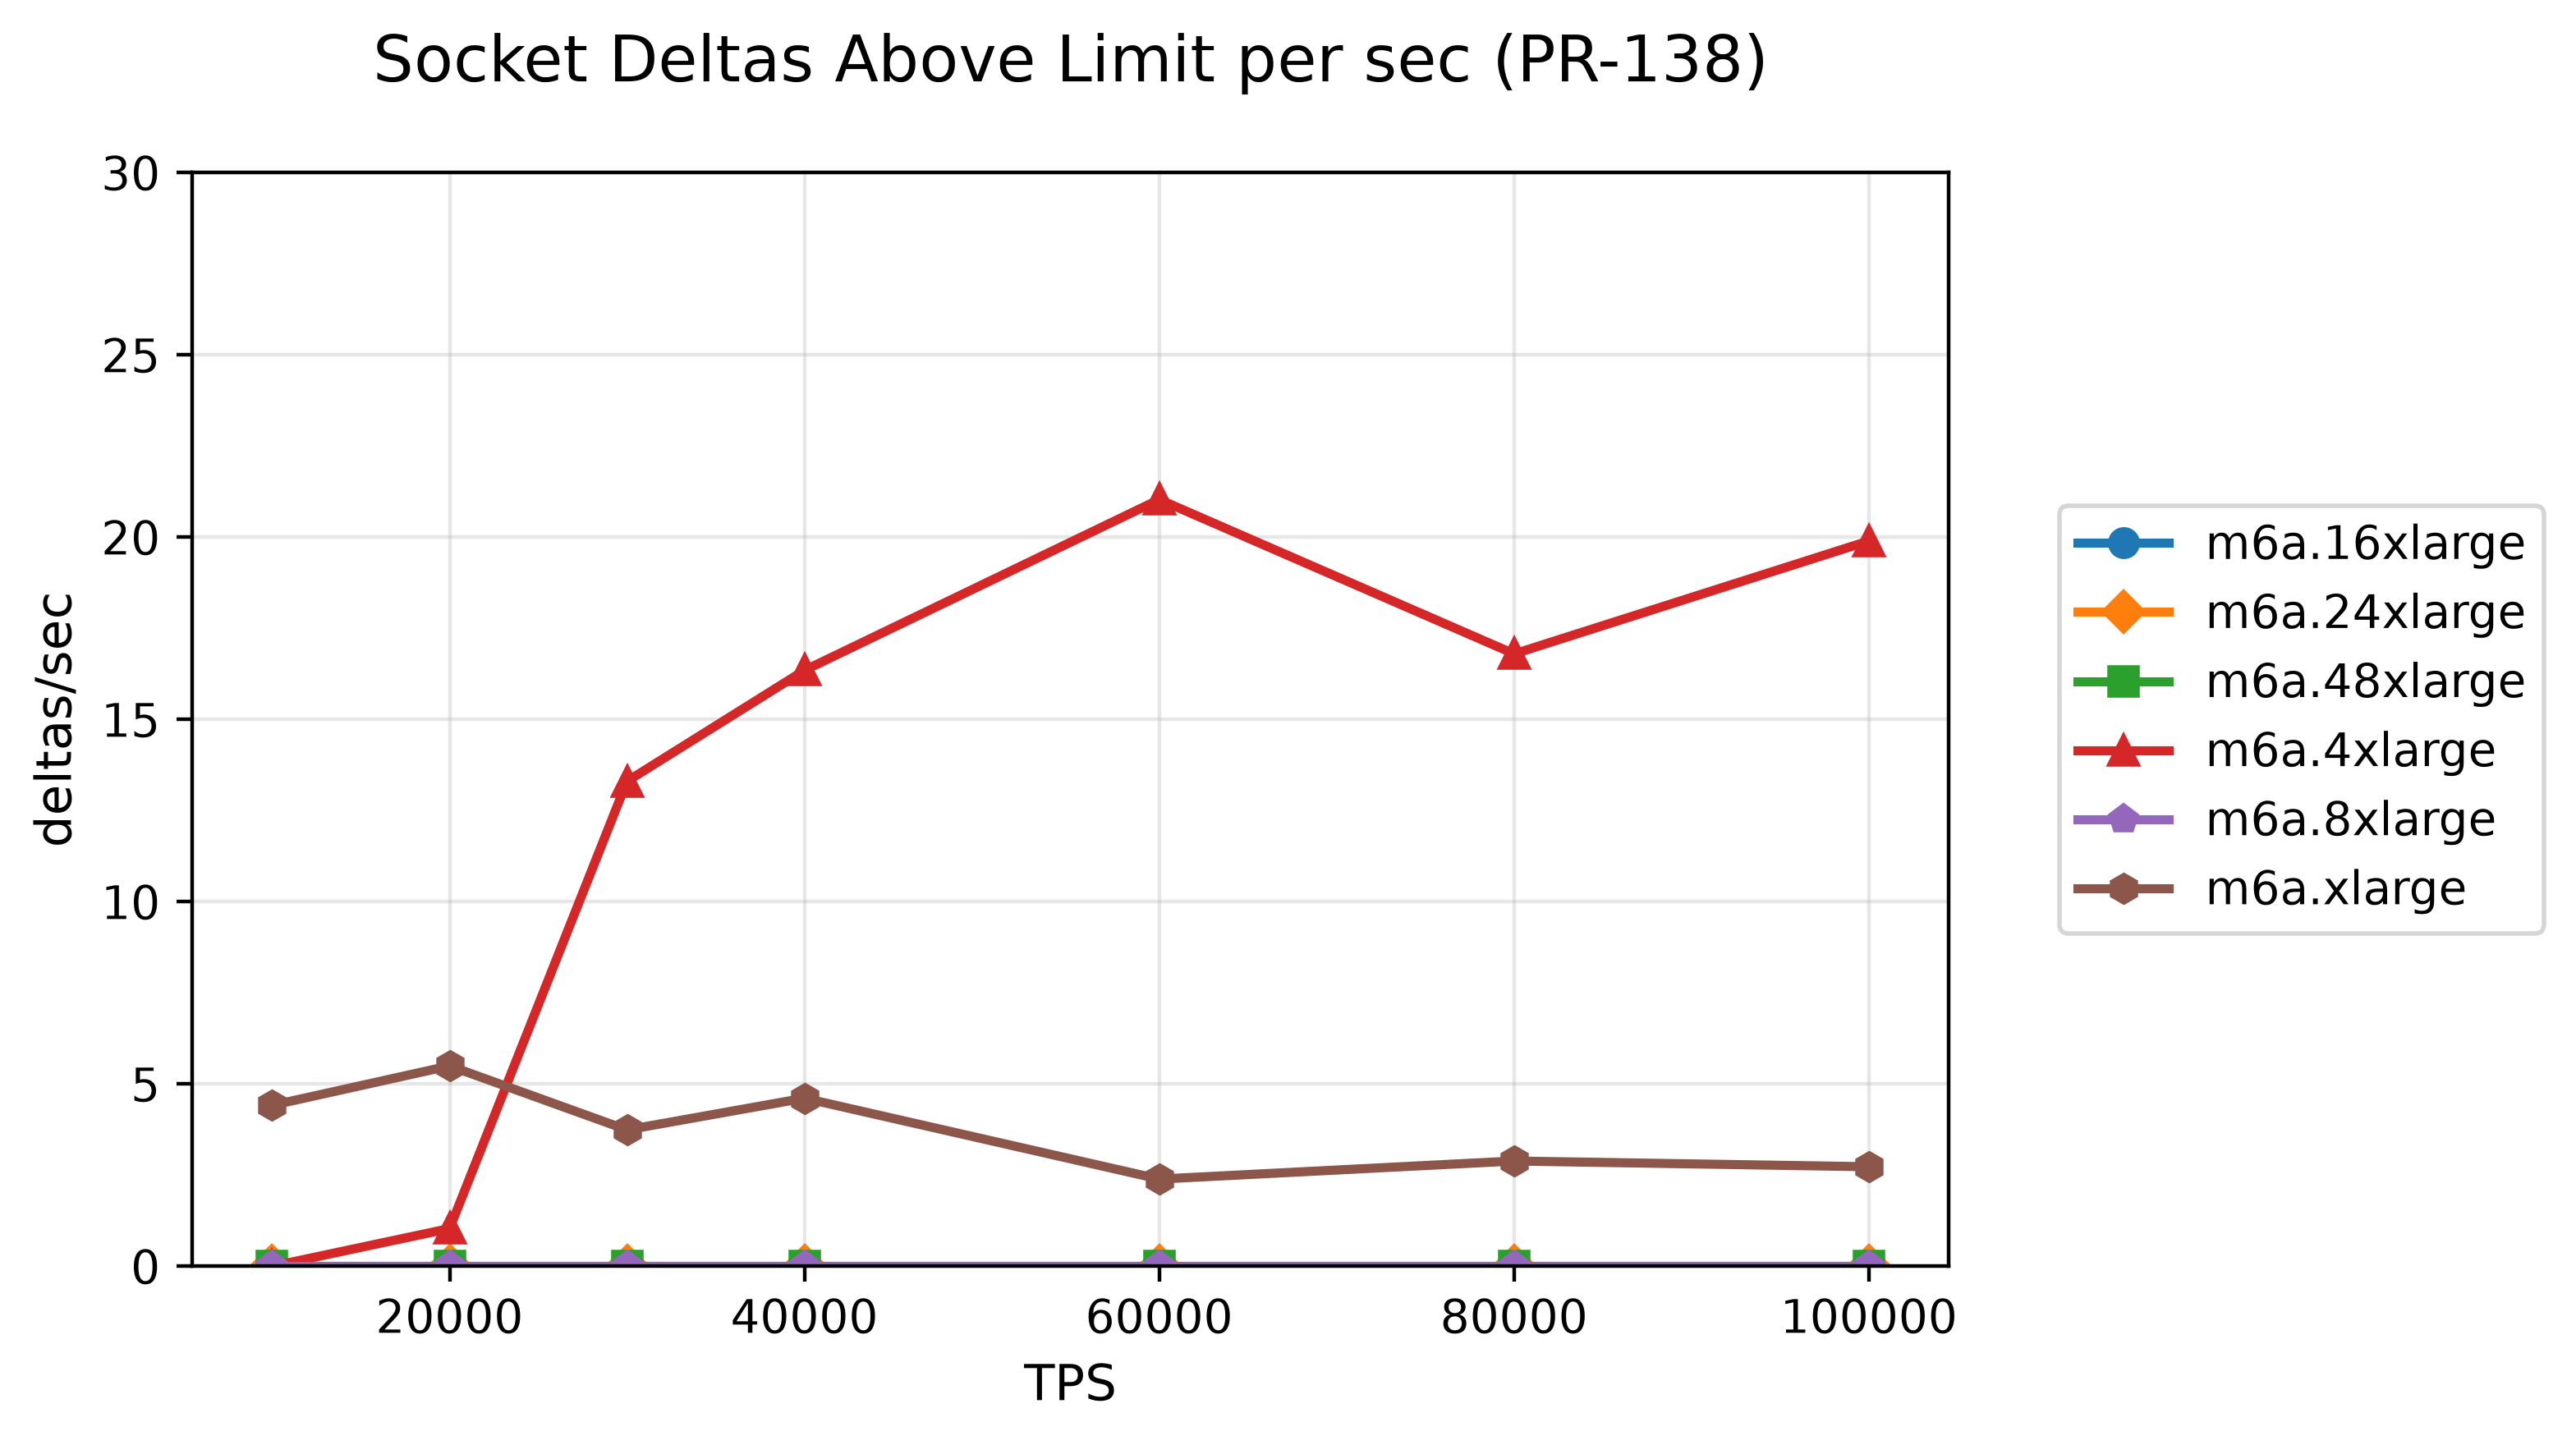 Socket Deltas Above Limit per sec (PR-138)
30
25
20
15
10
5
0
deltas/sec
20000 40000 60000 80000 100000
TPS
m6a.16xlarge
m6a.24xlarge
m6a.48xlarge
m6a.4xlarge
m6a.8xlarge
m6a.xlarge